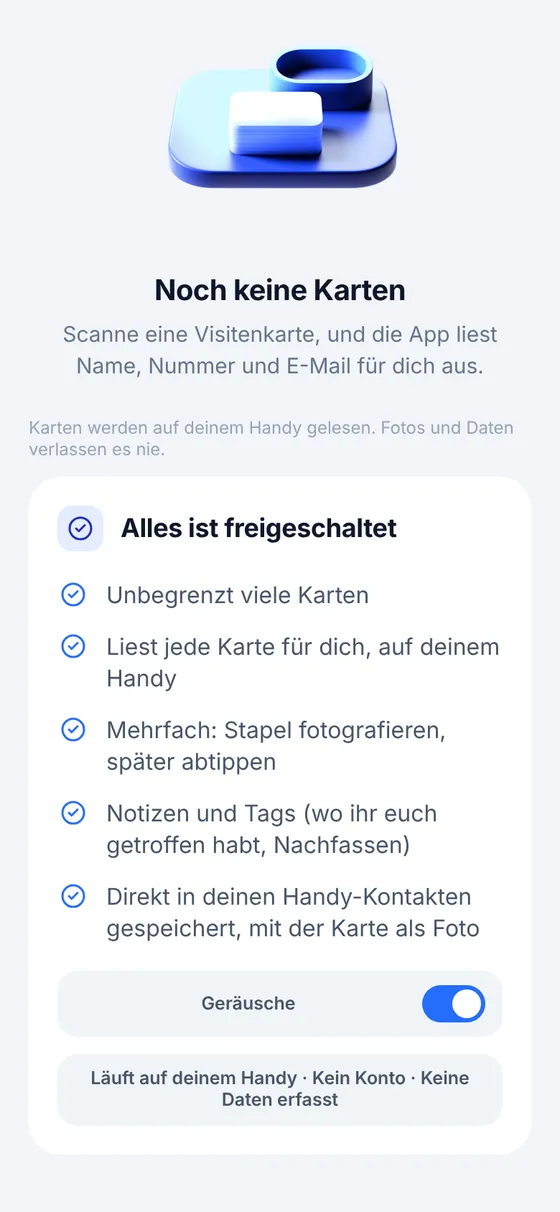 Noch keine Karten
Scanne eine Visitenkarte, und die App liest
Name, Nummer und E-Mail für dich aus.
Karten werden auf deinem Handy gelesen. Fotos und Daten
verlassen es nie.
Alles ist freigeschaltet
Unbegrenzt viele Karten
Liest jede Karte für dich, auf deinem
Handy
Mehrfach: Stapel fotografieren,
später abtippen
Notizen und Tags (wo ihr euch
getroffen habt, Nachfassen)
Direkt in deinen Handy-Kontakten
gespeichert, mit der Karte als Foto
Geräusche
Läuft auf deinem Handy · Kein Konto · Keine
Daten erfasst